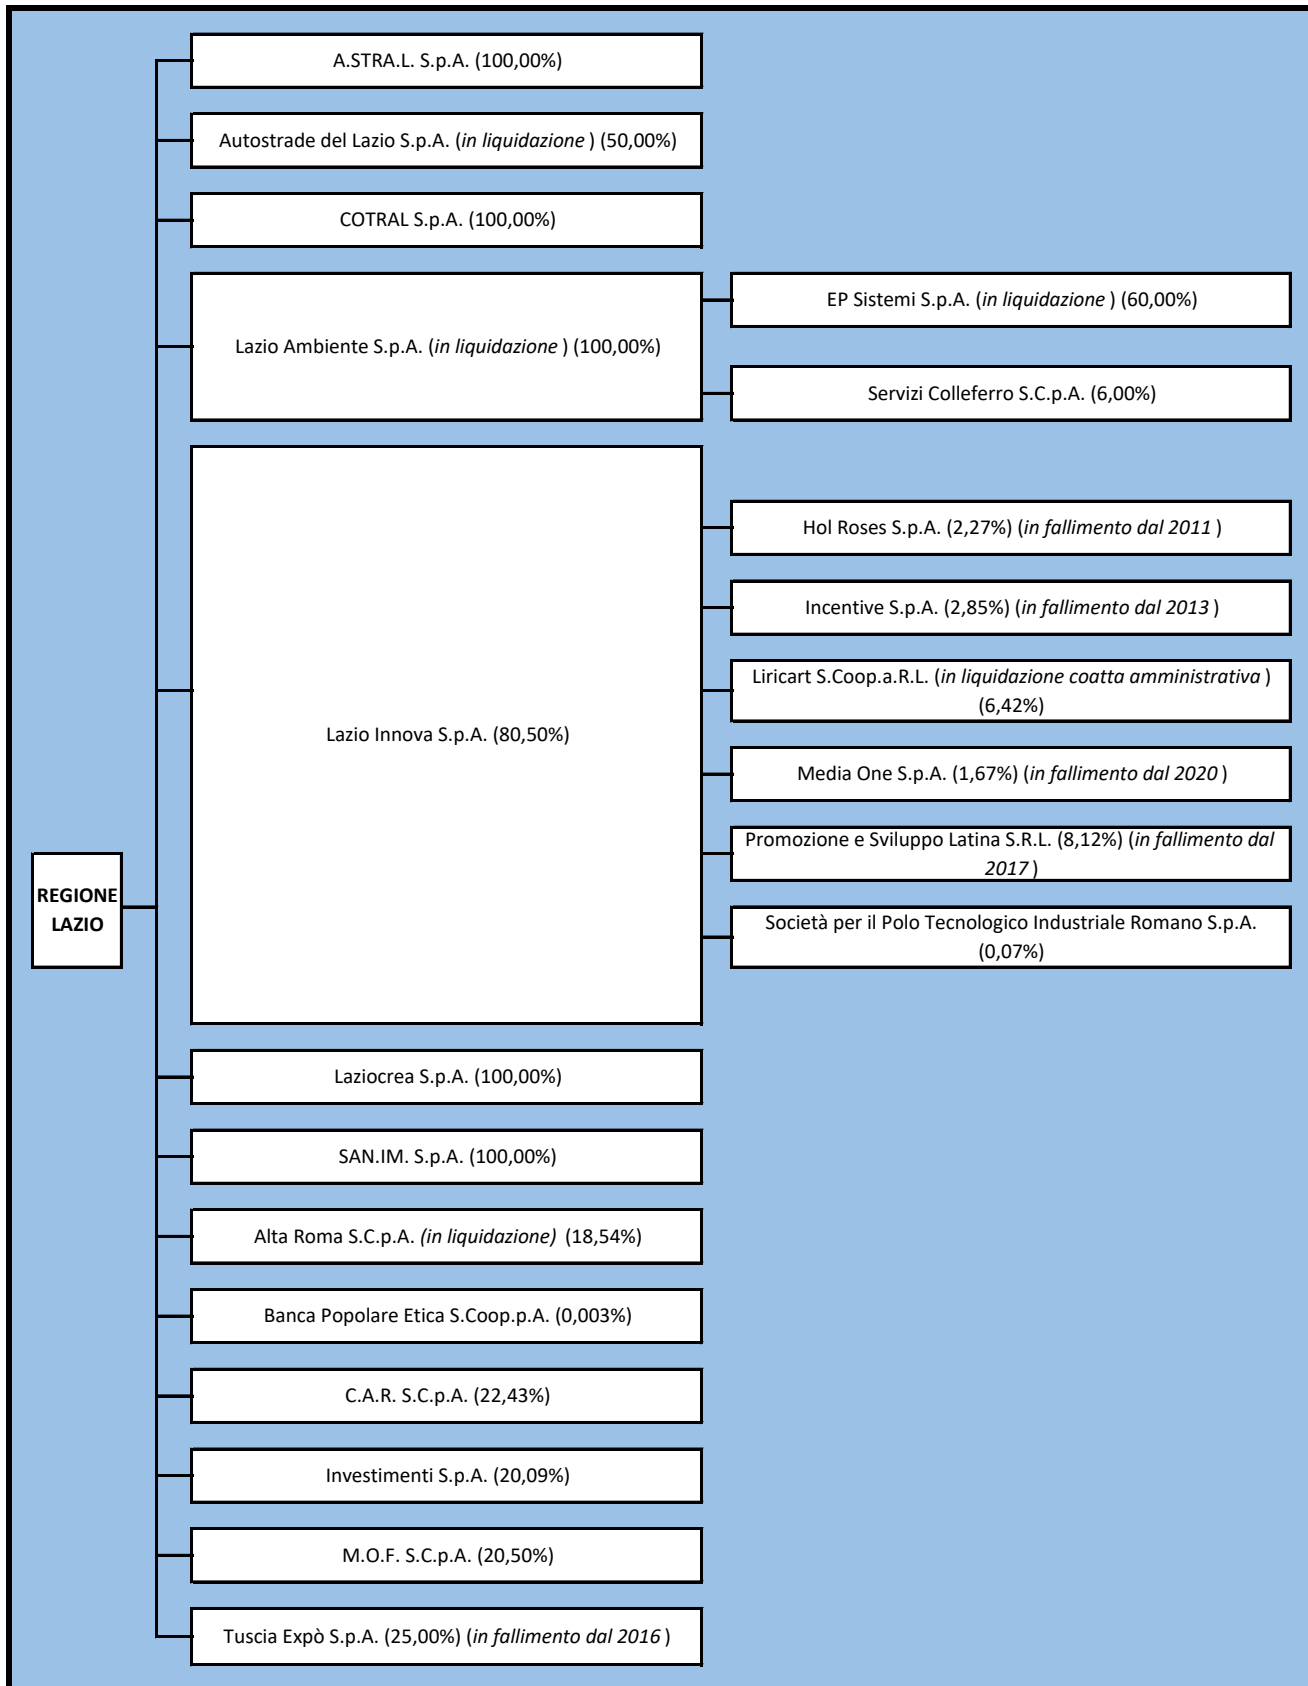 A.STRA.L. S.p.A. (100,00%)
Autostrade del Lazio S.p.A. (in liquidazione ) (50,00%)
COTRAL S.p.A. (100,00%)
Lazio Ambiente S.p.A. (in liquidazione ) (100,00%)
EP Sistemi S.p.A. (in liquidazione ) (60,00%)
Servizi Colleferro S.C.p.A. (6,00%)
Lazio Innova S.p.A. (80,50%)
Hol Roses S.p.A. (2,27%) (in fallimento dal 2011 )
Incentive S.p.A. (2,85%) (in fallimento dal 2013 )
Liricart S.Coop.a.R.L. (in liquidazione coatta amministrativa )
(6,42%)
Media One S.p.A. (1,67%) (in fallimento dal 2020 )
Promozione e Sviluppo Latina S.R.L. (8,12%) (in fallimento dal
2017 )
Società per il Polo Tecnologico Industriale Romano S.p.A.
(0,07%)
REGIONE
LAZIO
Laziocrea S.p.A. (100,00%)
SAN.IM. S.p.A. (100,00%)
Alta Roma S.C.p.A. (in liquidazione) (18,54%)
Banca Popolare Etica S.Coop.p.A. (0,003%)
C.A.R. S.C.p.A. (22,43%)
Investimenti S.p.A. (20,09%)
M.O.F. S.C.p.A. (20,50%)
Tuscia Expò S.p.A. (25,00%) (in fallimento dal 2016 )